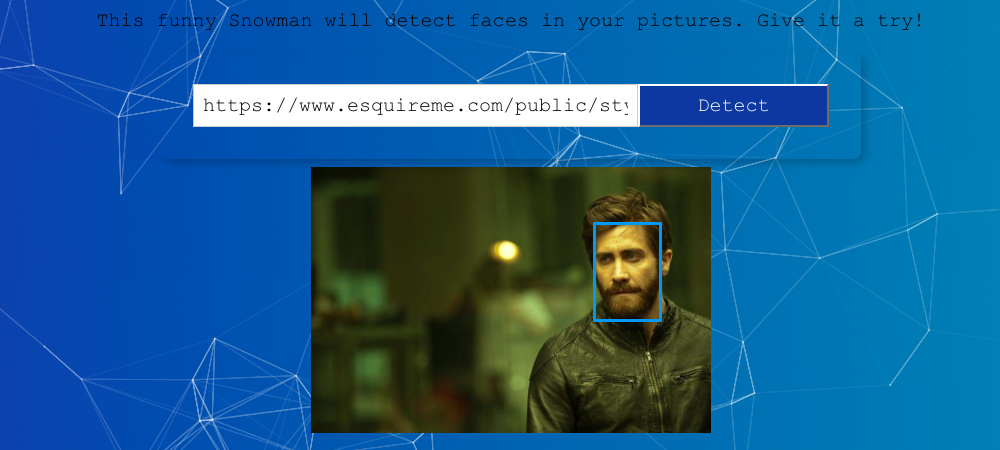 This funny Snowman will detect faces in your pictures. Give it a try!
https://www.esquireme.com/public/sty
Detect